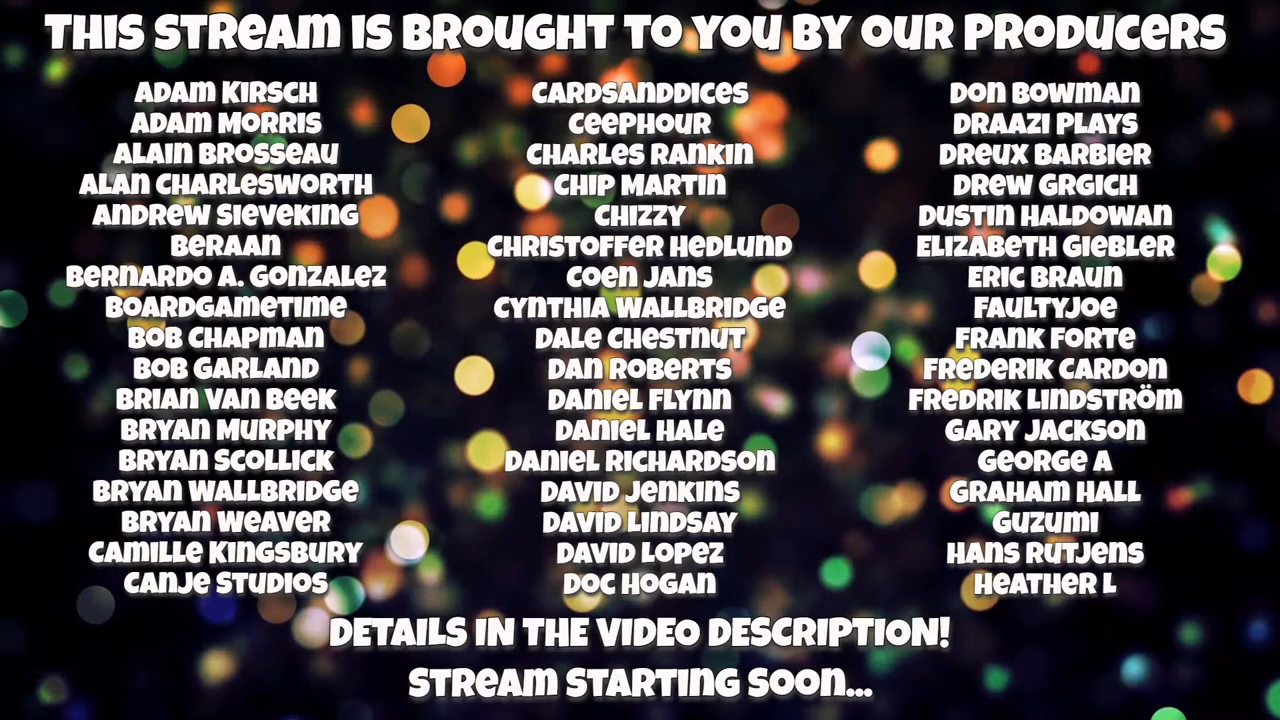 THIS STREAM IS BROUGHT TO YOU BY OUR PRODUCERS
ADAM KIRSCH
ADAM MORRIS
ALAIN BROSSEAU
ALAN CHARLESWORTH
ANDREW SIEVEKING
BERAAN
BERNARDO A. GONZALEZ
BOARDGAMETIME
BOB CHAPMAN
BOB GARLAND
BRIAN VAN BEEK
BRYAN MURPHY
BRYAN SCOLLICK
BRYAN WALLBRIDGE
BRYAN WEAVER
CAMILLE KINGSBURY
CANJE STUDIOS
CARDSANDDICES
CEEPHOUR
CHARLES RANKIN
CHIP MARTIN
CHIZZY
CHRISTOFFER HEDLUND
COEN JANS
CYNTHIA WALLBRIDGE
DALE CHESTNUT
DAN ROBERTS
DANIEL FLYNN
DANIEL HALE
DANIEL RICHARDSON
DAVID JENKINS
DAVID LINDSAY
DAVID LOPEZ
DOC HOGAN
DON BOWMAN
DRAAZI PLAYS
DREUX BARBIER
DREW GRGICH
DUSTIN HALDOWAN
ELIZABETH GIEBLER
ERIC BRAUN
FAULTYJOE
FRANK FORTE
FREDERIK CARDON
FREDRIK LINDSTRÖM
GARY JACKSON
GEORGE A
GRAHAM HALL
GUZUMI
HANS RUTJENS
HEATHER L
DETAILS IN THE VIDEO DESCRIPTION!
STREAM STARTING SOON...